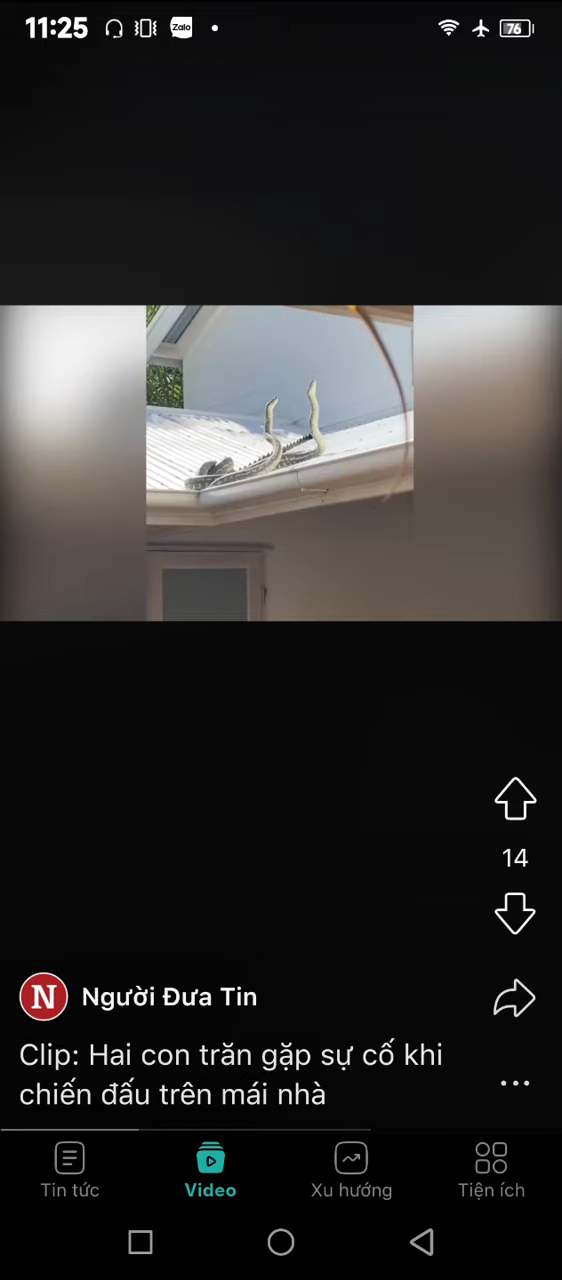 11:25
Zalo
76
14
N
Người Đưa Tin
Clip: Hai con trăn gặp sự cố khi
chiến đấu trên mái nhà
Tin tức
Video
Xu hướng
Tiện ích